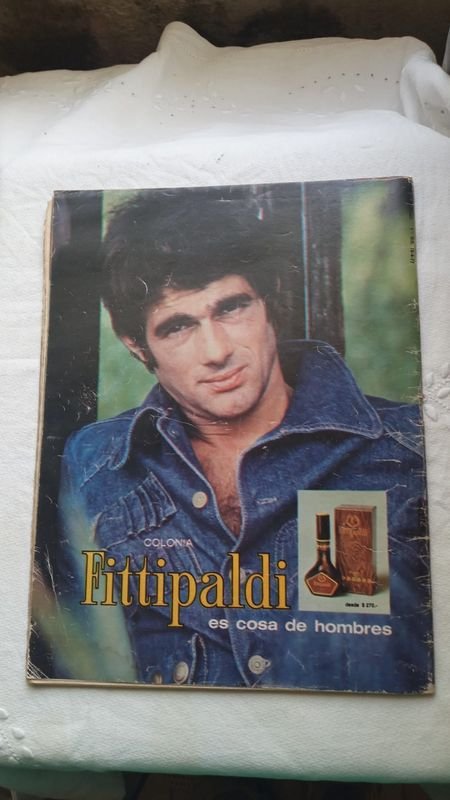 COLONIA
Fittipaldi
es cosa de hombres
desde $ 270.-